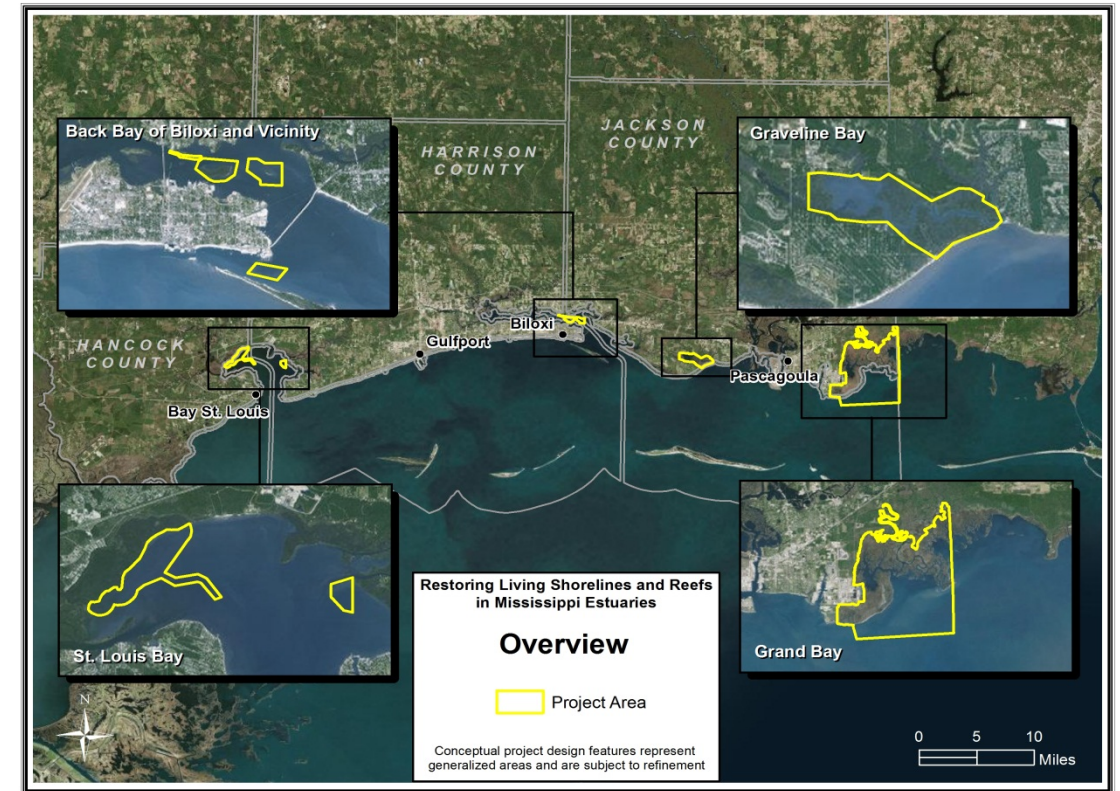 Back Bay of Biloxi and Vicinity
HARRISON
COUNTY
JACKSON
COUNTY
Graveline Bay
HANCOCK
COUNTY
Biloxi
Gulfport
Pascagoula
Bay St. Louis
St. Louis Bay
Grand Bay
Restoring Living Shorelines and Reefs
in Mississippi Estuaries
Overview
Project Area
Conceptual project design features represent
generalized areas and are subject to refinement
N
0 5 10
Miles